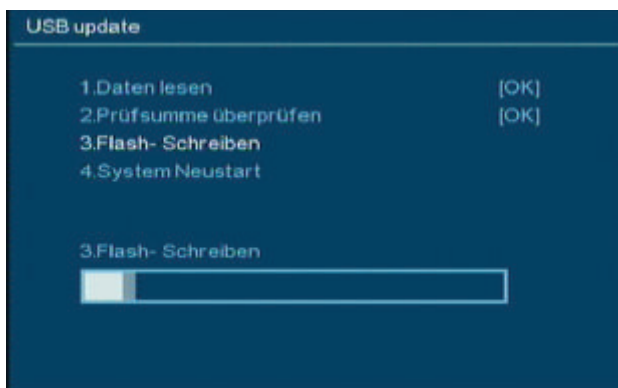 USB update
1.Daten lesen [OK]
2.Prüfsumme überprüfen [OK]
3.Flash- Schreiben
4.System Neustart
3.Flash- Schreiben